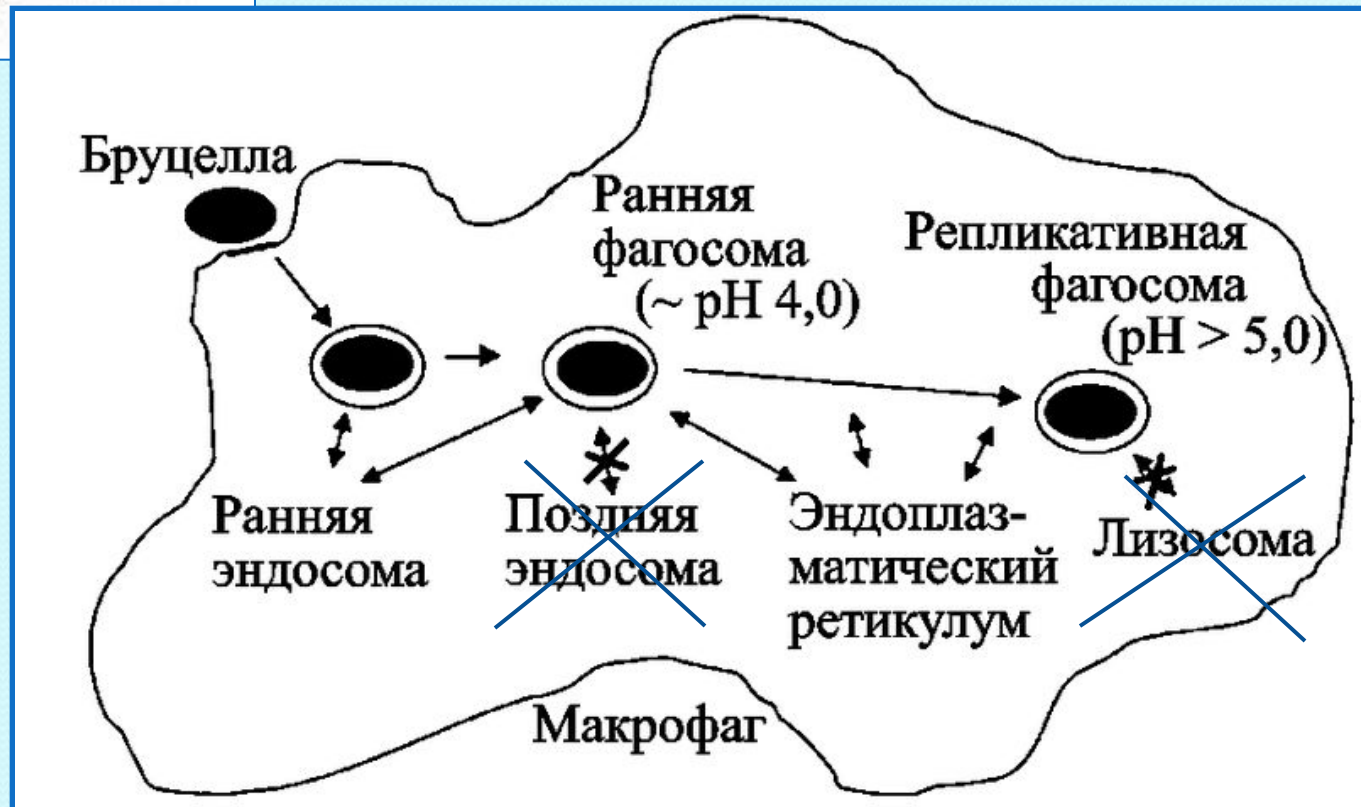 Бруцелла
Ранняя
фагосома
(~ pH 4,0)
Репликативная
фагосома
(pH > 5,0)
Ранняя
эндосома
Поздняя
эндосома
Эндоплаз-
матический
ретикулум
Лизосома
Макрофаг